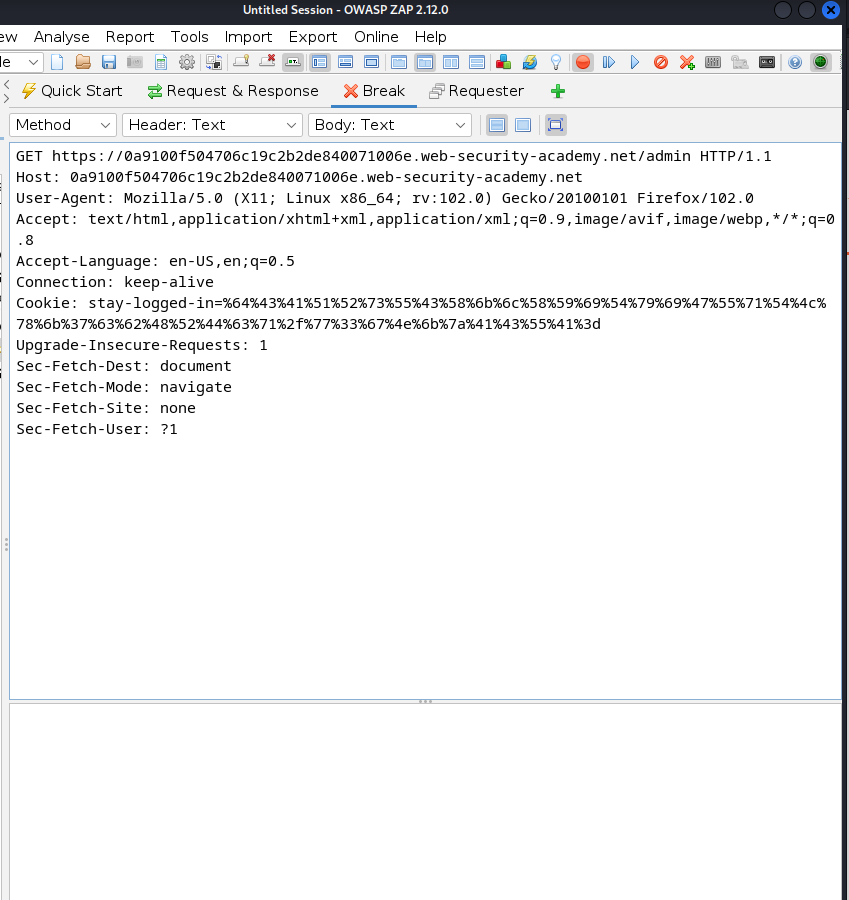 Untitled Session - OWASP ZAP 2.12.0
ew Analyse Report Tools Import Export Online Help
de
Quick Start Request & Response Break Requester
Method Header: Text Body: Text
GET https://0a9100f504706c19c2b2de840071006e.web-security-academy.net/admin HTTP/1.1
Host: 0a9100f504706c19c2b2de840071006e.web-security-academy.net
User-Agent: Mozilla/5.0 (X11; Linux x86_64; rv:102.0) Gecko/20100101 Firefox/102.0
Accept: text/html,application/xhtml+xml,application/xml;q=0.9,image/avif,image/webp,*/*;q=0
.8
Accept-Language: en-US,en;q=0.5
Connection: keep-alive
Cookie: stay-logged-in=%64%43%41%51%52%73%55%43%58%6b%6c%58%59%69%54%79%69%47%55%71%54%4c%
78%6b%37%63%62%48%52%44%63%71%2f%77%33%67%4e%6b%7a%41%43%55%41%3d
Upgrade-Insecure-Requests: 1
Sec-Fetch-Dest: document
Sec-Fetch-Mode: navigate
Sec-Fetch-Site: none
Sec-Fetch-User: ?1